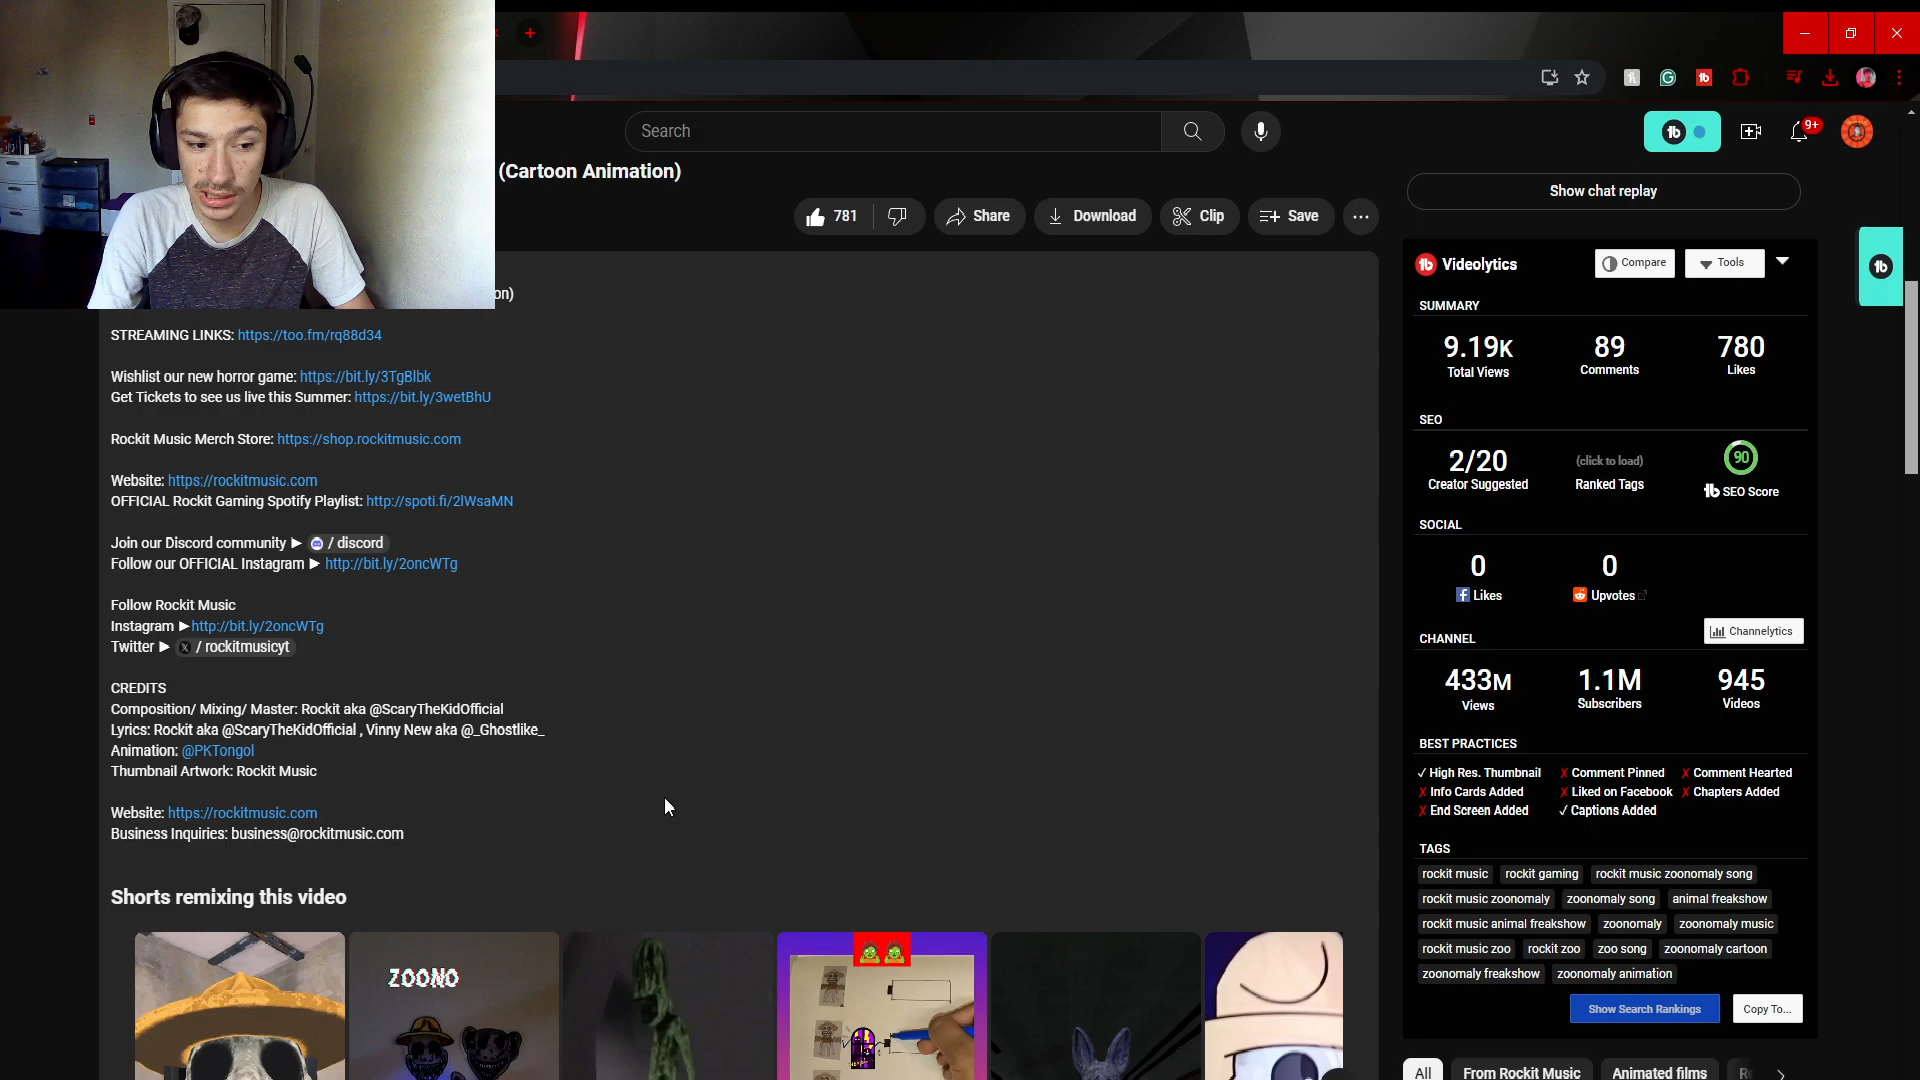 Search
9+
(Cartoon Animation)
781
Share
Download
Clip
Save
Show chat replay
on)
STREAMING LINKS: https://too.fm/rq88d34
Wishlist our new horror game: https://bit.ly/3TgBlbk
Get Tickets to see us live this Summer: https://bit.ly/3wetBhU
Rockit Music Merch Store: https://shop.rockitmusic.com
Website: https://rockitmusic.com
OFFICIAL Rockit Gaming Spotify Playlist: http://spoti.fi/2lWsaMN
Join our Discord community ► / discord
Follow our OFFICIAL Instagram ► http://bit.ly/2oncWTg
Follow Rockit Music
Instagram ►http://bit.ly/2oncWTg
Twitter ► / rockitmusicyt
CREDITS
Composition/ Mixing/ Master: Rockit aka @ScaryTheKidOfficial
Lyrics: Rockit aka @ScaryTheKidOfficial , Vinny New aka @_Ghostlike_
Animation: @PKTongol
Thumbnail Artwork: Rockit Music
Website: https://rockitmusic.com
Business Inquiries: business@rockitmusic.com
Shorts remixing this video
ZOONO
Videolytics
Compare
Tools
SUMMARY
9.19K 89 780
Total Views Comments Likes
SEO
2/20 (click to load) 90
Creator Suggested Ranked Tags SEO Score
SOCIAL
0 0
Likes Upvotes
CHANNEL
Channelytics
433M 1.1M 945
Views Subscribers Videos
BEST PRACTICES
✓ High Res. Thumbnail ✗ Comment Pinned ✗ Comment Hearted
✗ Info Cards Added ✗ Liked on Facebook ✗ Chapters Added
✗ End Screen Added ✓ Captions Added
TAGS
rockit music rockit gaming rockit music zoonomaly song
rockit music zoonomaly zoonomaly song animal freakshow
rockit music animal freakshow zoonomaly zoonomaly music
rockit music zoo rockit zoo zoo song zoonomaly cartoon
zoonomaly freakshow zoonomaly animation
Show Search Rankings Copy To...
All From Rockit Music Animated films